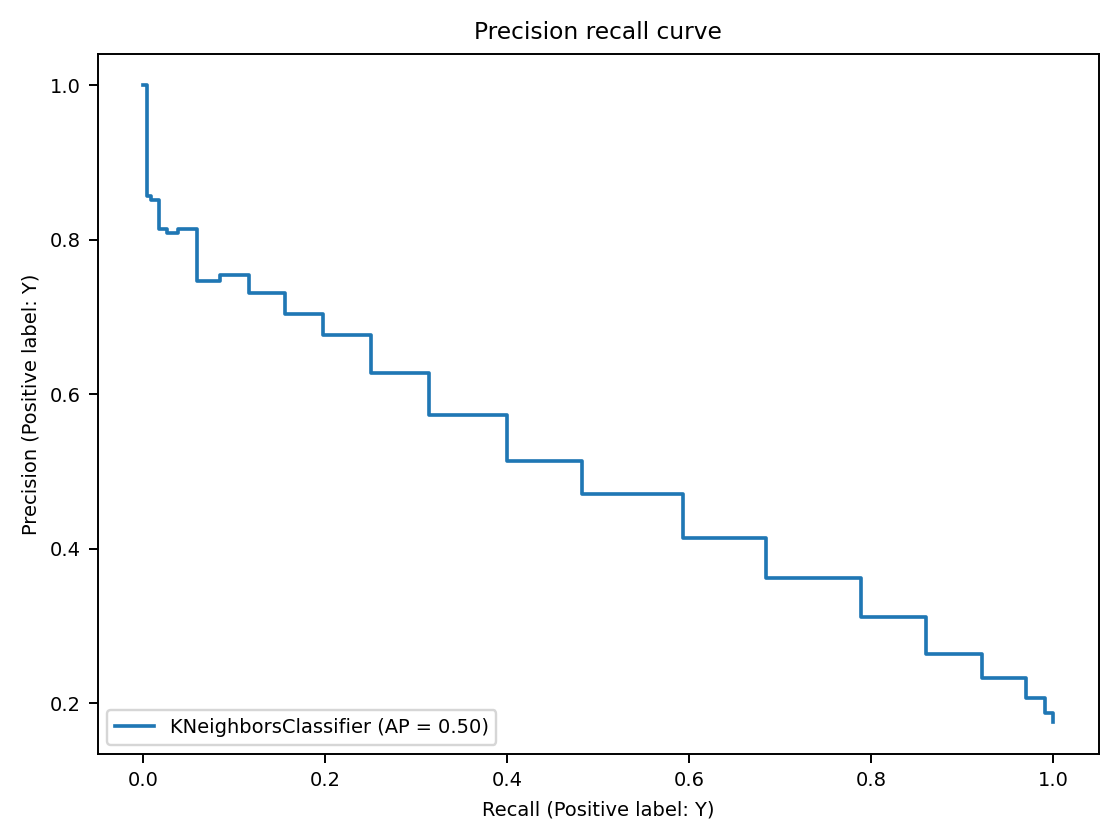 Precision recall curve
Precision (Positive label: Y)
1.0
0.8
0.6
0.4
0.2
KNeighborsClassifier (AP = 0.50)
0.0 0.2 0.4 0.6 0.8 1.0
Recall (Positive label: Y)